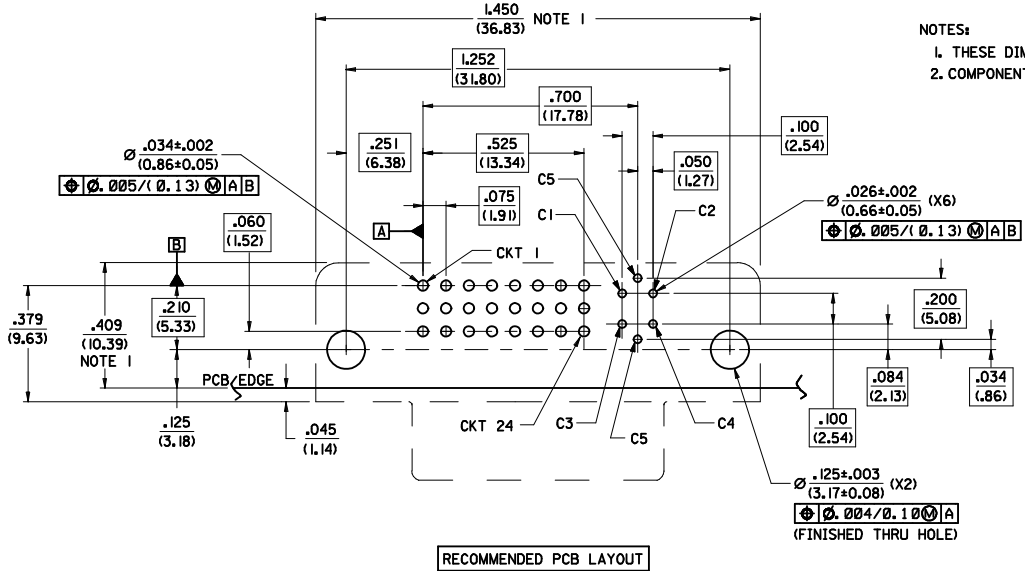 1.450
(36.83) NOTE 1
NOTES:
1. THESE DIM
2. COMPONENT
1.252
(31.80)
.700
(17.78)
.100
(2.54)
.251
(6.38)
.525
(13.34)
.050
(1.27)
Ø .034±.002
(0.86±0.05)
⌖ Ø.005/(0.13) Ⓜ A B
C5
C1
C2
.075
(1.91)
Ø .026±.002 (X6)
(0.66±0.05)
⌖ Ø.005/(0.13) Ⓜ A B
.060
(1.52)
A
B
CKT 1
.210
(5.33)
.200
(5.08)
.379
(9.63)
.409
(10.39)
NOTE 1
PCB EDGE
.084
(2.13)
.034
(.86)
.125
(3.18)
.045
(1.14)
CKT 24
C3
C5
C4
.100
(2.54)
Ø .125±.003 (X2)
(3.17±0.08)
⌖ Ø.004/0.10 Ⓜ A
(FINISHED THRU HOLE)
RECOMMENDED PCB LAYOUT